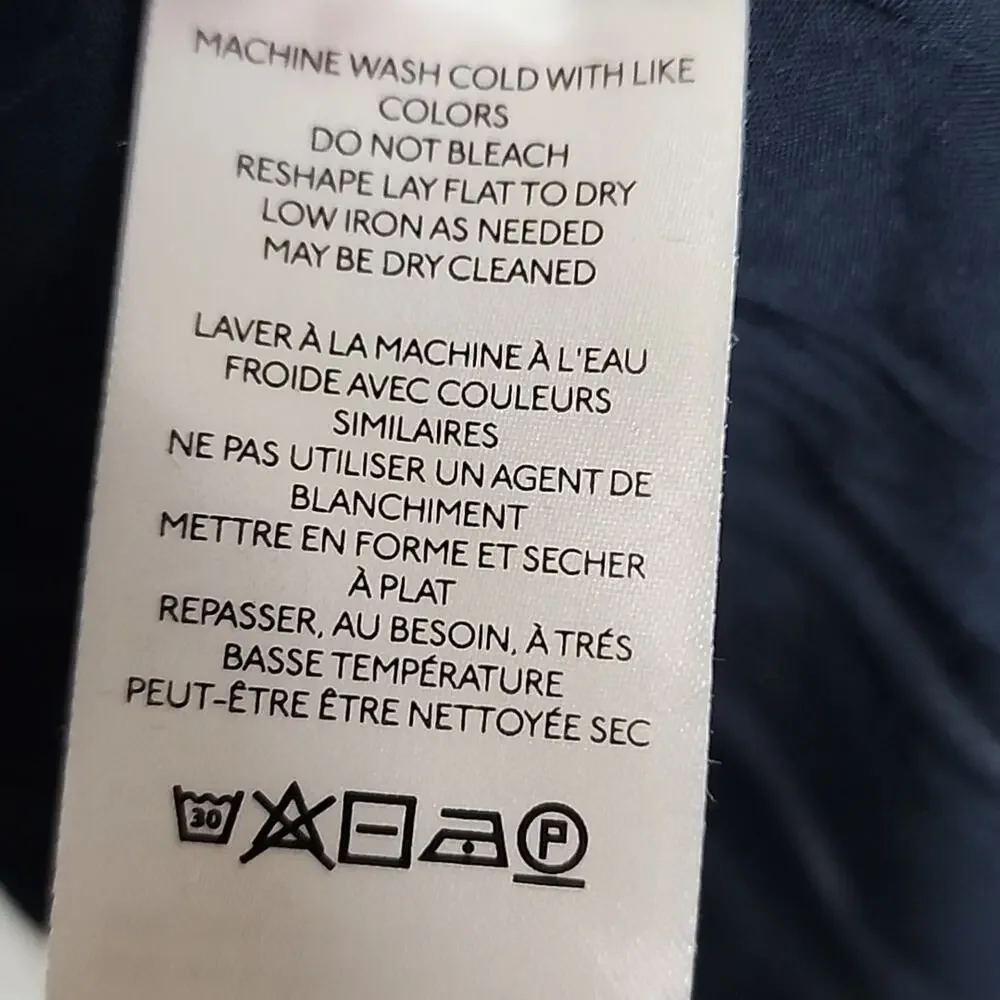 MACHINE WASH COLD WITH LIKE
COLORS
DO NOT BLEACH
RESHAPE LAY FLAT TO DRY
LOW IRON AS NEEDED
MAY BE DRY CLEANED
LAVER À LA MACHINE À L'EAU
FROIDE AVEC COULEURS
SIMILAIRES
NE PAS UTILISER UN AGENT DE
BLANCHIMENT
METTRE EN FORME ET SECHER
À PLAT
REPASSER, AU BESOIN, À TRÉS
BASSE TEMPÉRATURE
PEUT-ÊTRE ÊTRE NETTOYÉE SEC
30 P